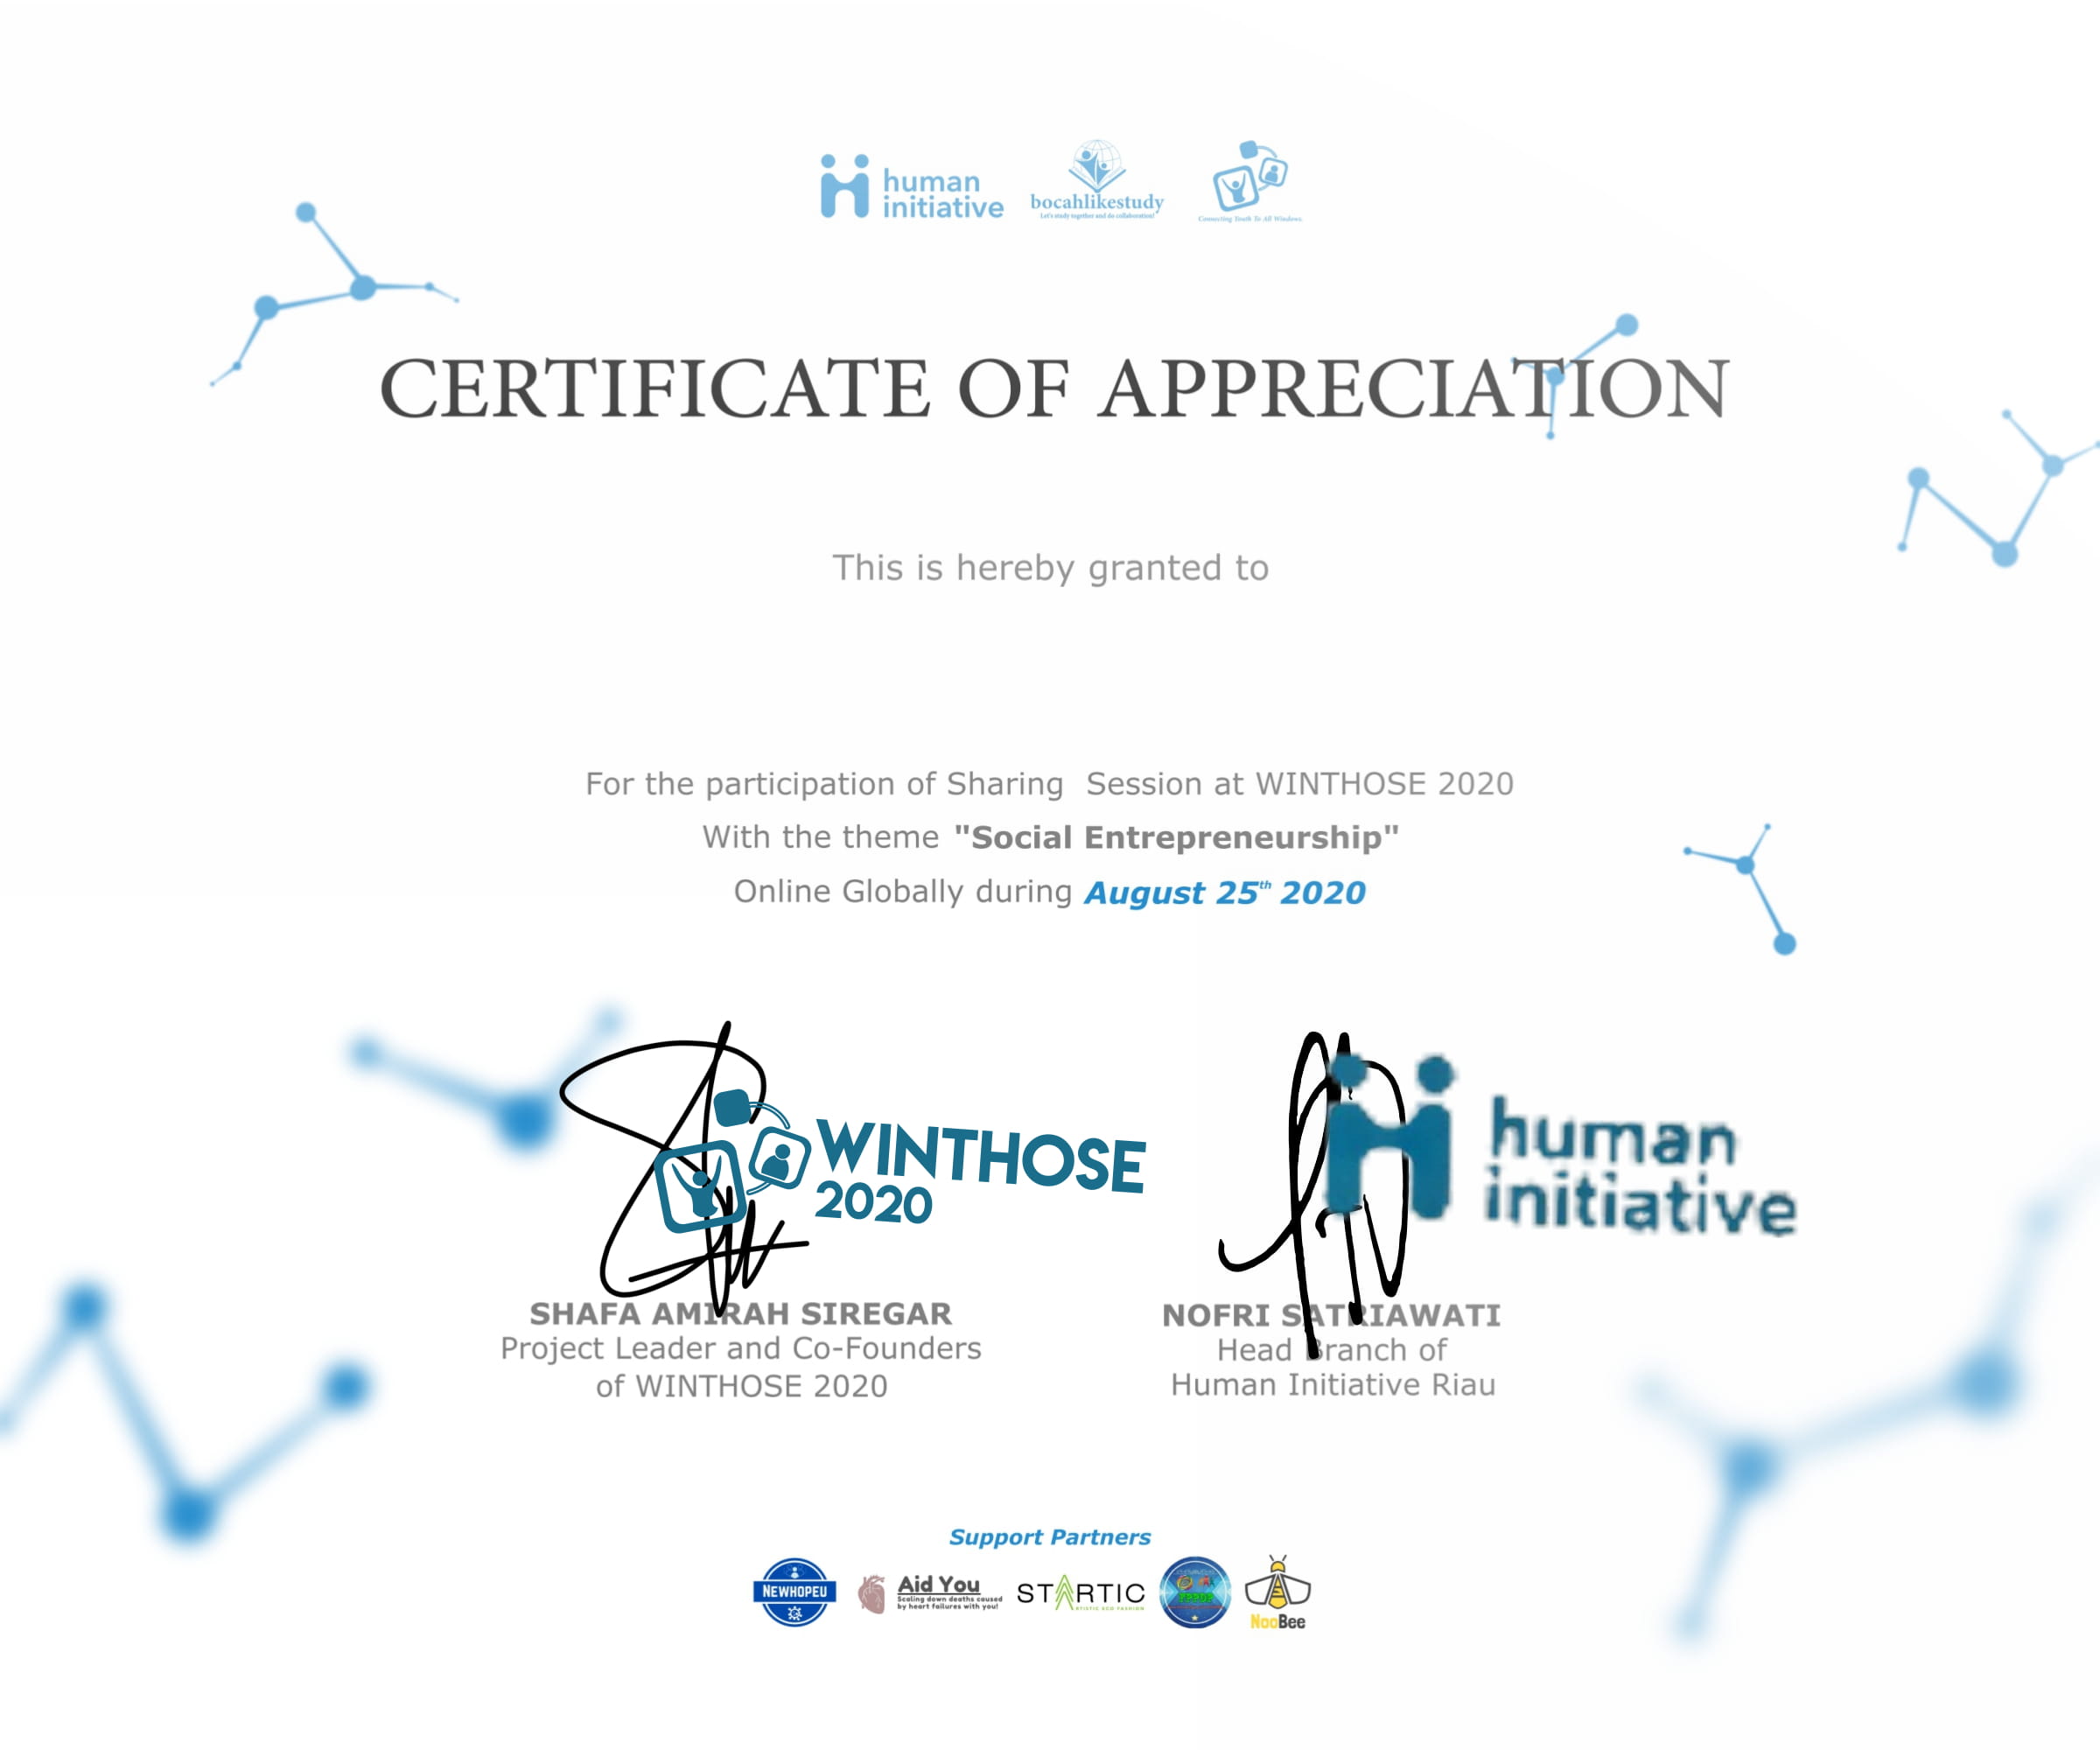 human
initiative
bocahlikestudy
Let's study together and do collaboration!
Connecting Youth To All Windows
CERTIFICATE OF APPRECIATION
This is hereby granted to
For the participation of Sharing Session at WINTHOSE 2020
With the theme "Social Entrepreneurship"
Online Globally during August 25th 2020
WINTHOSE
2020
human
initiative
SHAFA AMIRAH SIREGAR
Project Leader and Co-Founders
of WINTHOSE 2020
NOFRI SATRIAWATI
Head Branch of
Human Initiative Riau
Support Partners
NEWHOPEU
Aid You
Scaling down deaths caused
by heart failures with you!
STARTIC
ARTISTIC ECO FASHION
NooBee